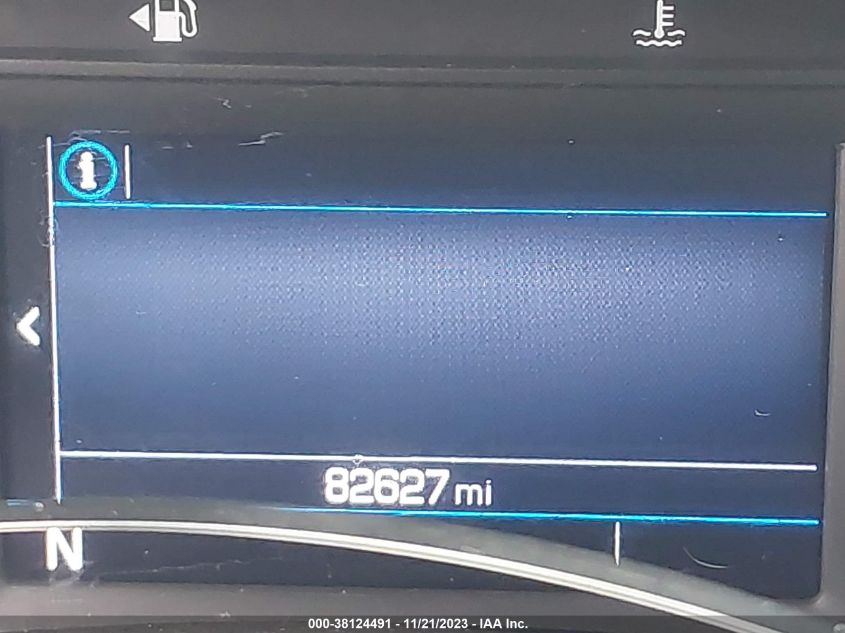 i
82627 mi
N
000-38124491 - 11/21/2023 - IAA Inc.